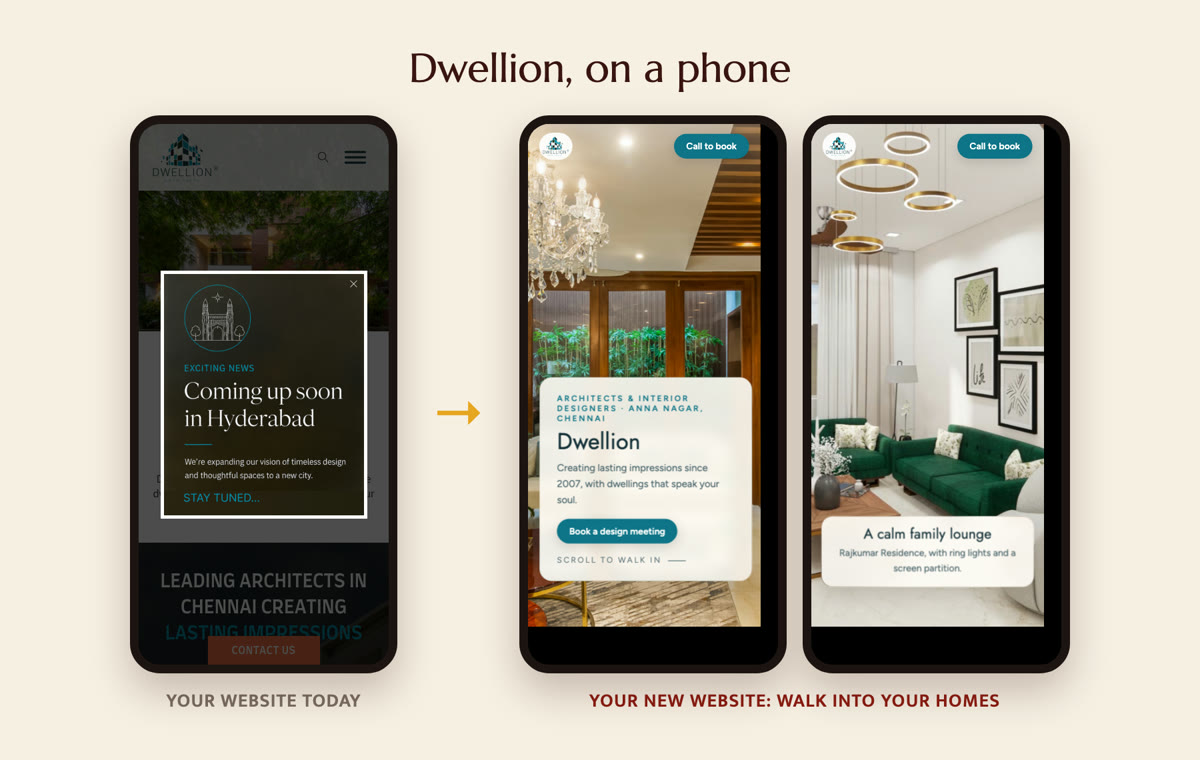 Dwellion, on a phone
DWELLION
EXCITING NEWS
Coming up soon
in Hyderabad
We're expanding our vision of timeless design
and thoughtful spaces to a new city.
STAY TUNED...
LEADING ARCHITECTS IN
CHENNAI CREATING
LASTING IMPRESSIONS
CONTACT US
YOUR WEBSITE TODAY
DWELLION
Call to book
ARCHITECTS & INTERIOR
DESIGNERS · ANNA NAGAR,
CHENNAI
Dwellion
Creating lasting impressions since
2007, with dwellings that speak your
soul.
Book a design meeting
SCROLL TO WALK IN
DWELLION
Call to book
life
A calm family lounge
Rajkumar Residence, with ring lights and a
screen partition.
YOUR NEW WEBSITE: WALK INTO YOUR HOMES